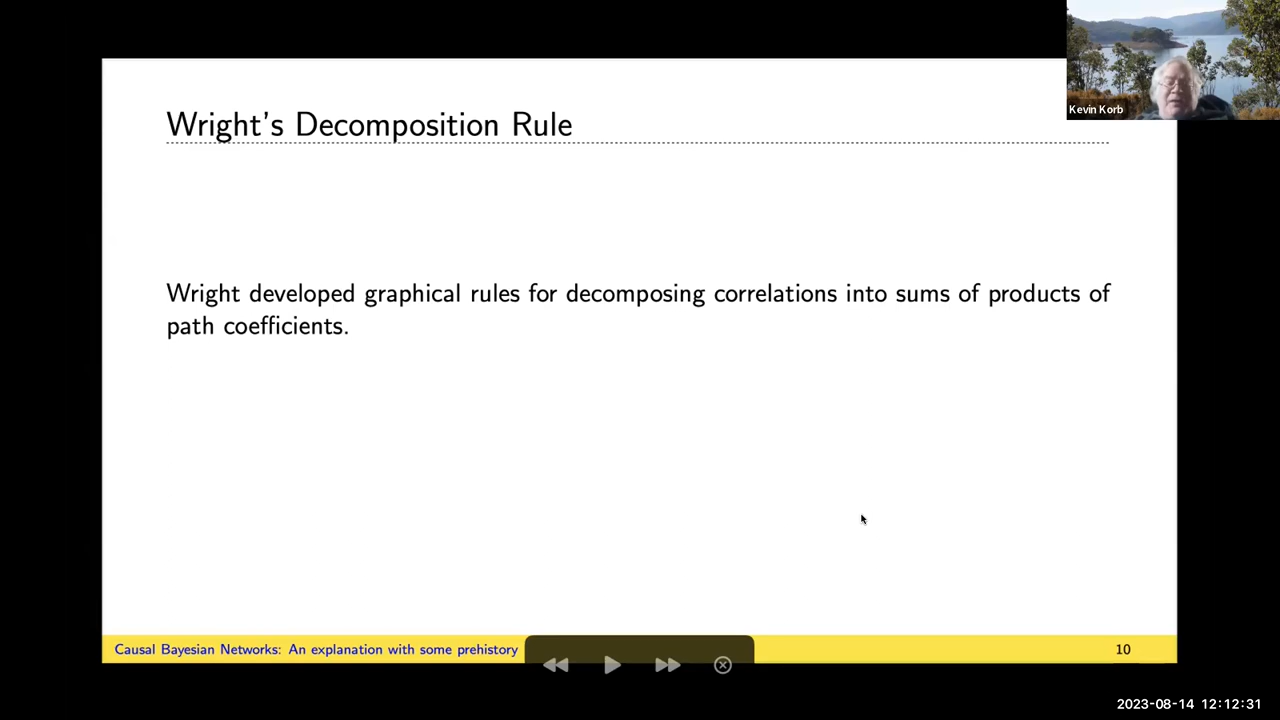 Kevin Korb
Wright's Decomposition Rule
Wright developed graphical rules for decomposing correlations into sums of products of
path coefficients.
Causal Bayesian Networks: An explanation with some prehistory
10
2023-08-14 12:12:31